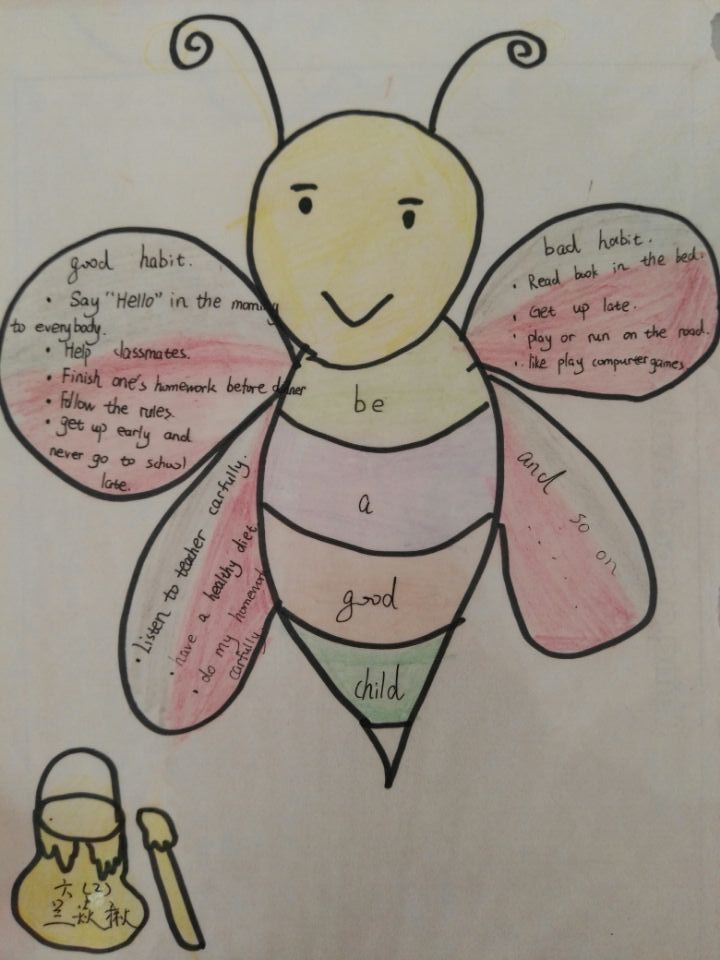 good habit.
• Say "Hello" in the morning
to everybody.
• Help classmates.
• Finish one's homework before dinner
• Follow the rules.
• get up early and
never go to school
late.
• Listen to teacher carfully.
• have a healthy diet.
• do my homework
carfully.
be
a
good
child
bad habit.
• Read book in the bed.
• Get up late.
• play or run on the road.
• like play compurter games.
and so on
......
六(2)